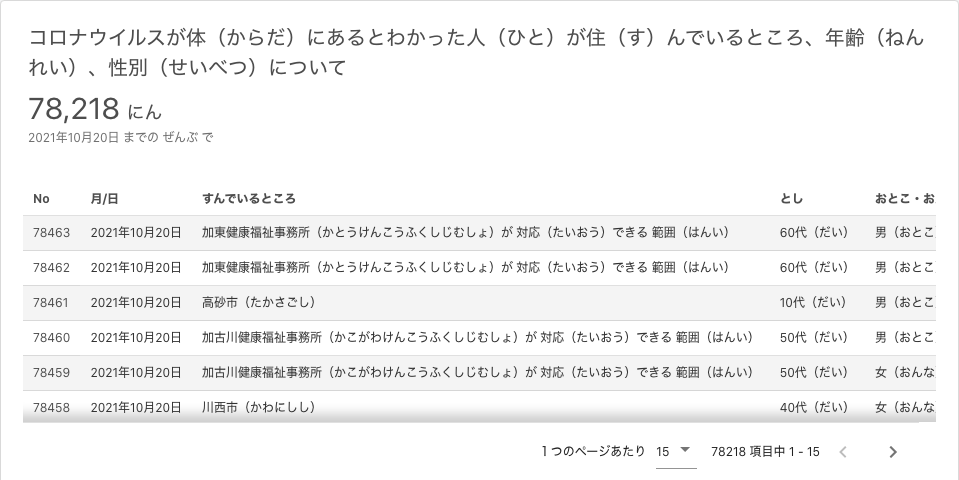 コロナウイルスが体（からだ）にあるとわかった人（ひと）が住（す）んでいるところ、年齢（ねん
れい）、性別（せいべつ）について
78,218 にん
2021年10月20日 までの ぜんぶ で
No 月/日 すんでいるところ とし おとこ・お
78463 2021年10月20日 加東健康福祉事務所（かとうけんこうふくしじむしょ）が 対応（たいおう）できる 範囲（はんい） 60代（だい） 男（おとこ
78462 2021年10月20日 加東健康福祉事務所（かとうけんこうふくしじむしょ）が 対応（たいおう）できる 範囲（はんい） 60代（だい） 男（おとこ
78461 2021年10月20日 高砂市（たかさごし） 10代（だい） 男（おとこ
78460 2021年10月20日 加古川健康福祉事務所（かこがわけんこうふくしじむしょ）が 対応（たいおう）できる 範囲（はんい） 50代（だい） 男（おとこ
78459 2021年10月20日 加古川健康福祉事務所（かこがわけんこうふくしじむしょ）が 対応（たいおう）できる 範囲（はんい） 50代（だい） 女（おんな
78458 2021年10月20日 川西市（かわにしし） 40代（だい） 女（おんな
1 つのページあたり 15 78218 項目中 1 - 15